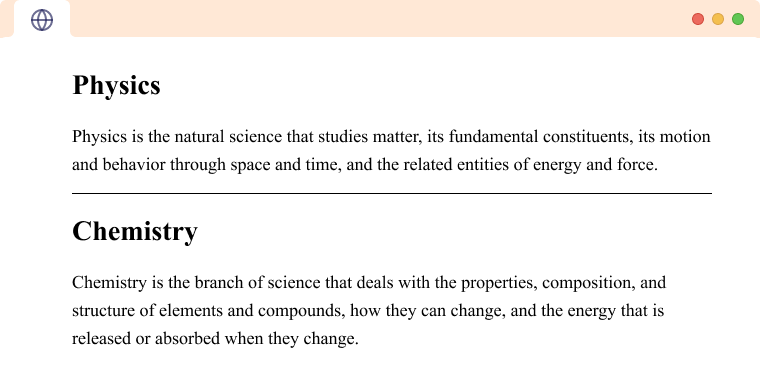 Physics
Physics is the natural science that studies matter, its fundamental constituents, its motion
and behavior through space and time, and the related entities of energy and force.
Chemistry
Chemistry is the branch of science that deals with the properties, composition, and
structure of elements and compounds, how they can change, and the energy that is
released or absorbed when they change.